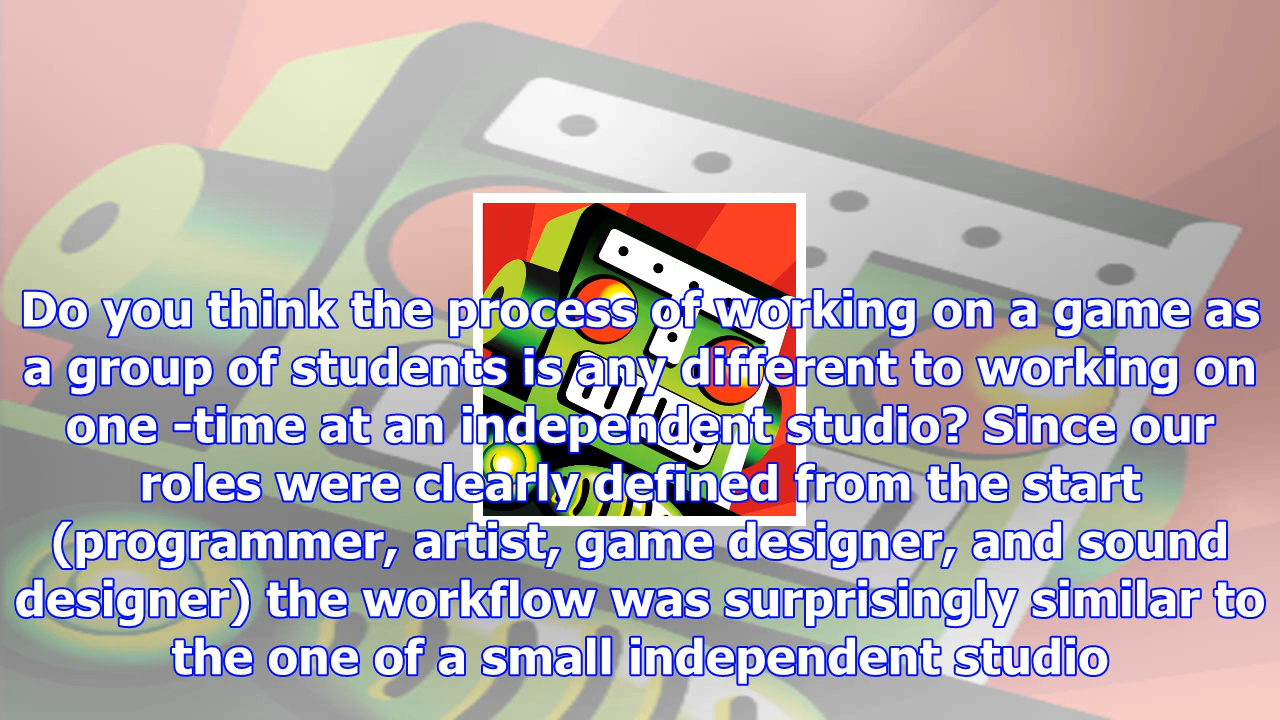 Do you think the process of working on a game as
a group of students is any different to working on
one -time at an independent studio? Since our
roles were clearly defined from the start
(programmer, artist, game designer, and sound
designer) the workflow was surprisingly similar to
the one of a small independent studio